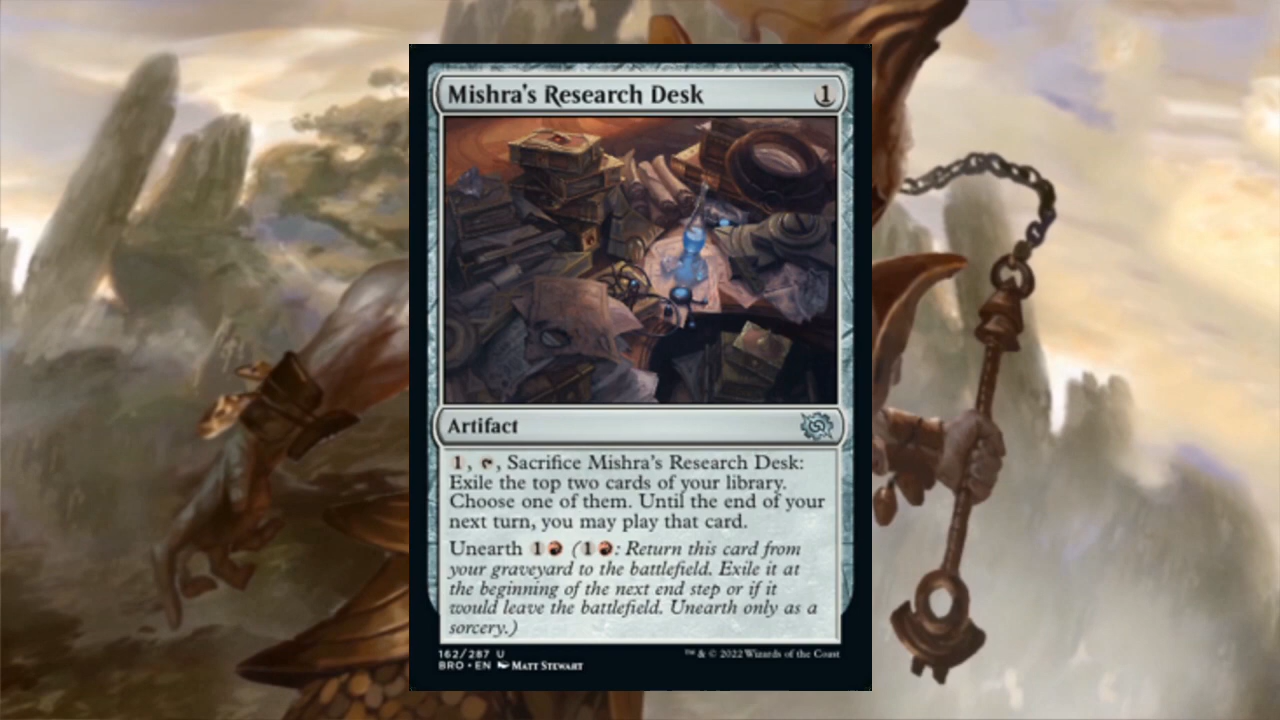 Mishra's Research Desk 1
Artifact
1, , Sacrifice Mishra's Research Desk:
Exile the top two cards of your library.
Choose one of them. Until the end of your
next turn, you may play that card.
Unearth 1 (1: Return this card from
your graveyard to the battlefield. Exile it at
the beginning of the next end step or if it
would leave the battlefield. Unearth only as a
sorcery.)
162/287 U
BRO • EN Matt Stewart
™ & © 2022 Wizards of the Coast